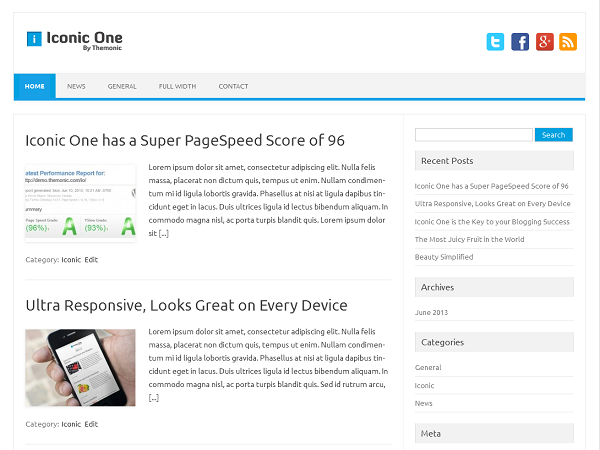 i Iconic One
By Themonic
HOME NEWS GENERAL FULL WIDTH CONTACT
Iconic One has a Super PageSpeed Score of 96
atest Performance Report for:
ttp://demo.themonic.com/io/
ummary
Page Speed Grade:
(96%)
A
YSlow Grade:
(93%)
A
Lorem ipsum dolor sit amet, consectetur adipiscing elit. Nulla felis
massa, placerat non dictum quis, tempus ut enim. Nullam condimen-
tum mi id ligula lobortis gravida. Phasellus at nisi at ligula dapibus tin-
cidunt eget in lacus. Duis ultrices ligula id lectus bibendum aliquam. In
commodo magna nisl, ac porta turpis blandit quis. Lorem ipsum dolor
sit [...]
Category: Iconic Edit
Ultra Responsive, Looks Great on Every Device
Lorem ipsum dolor sit amet, consectetur adipiscing elit. Nulla felis
massa, placerat non dictum quis, tempus ut enim. Nullam condimen-
tum mi id ligula lobortis gravida. Phasellus at nisi at ligula dapibus tin-
cidunt eget in lacus. Duis ultrices ligula id lectus bibendum aliquam. In
commodo magna nisl, ac porta turpis blandit quis. Sed id rutrum arcu,
[...]
Category: Iconic Edit
Search
Recent Posts
Iconic One has a Super PageSpeed Score of 96
Ultra Responsive, Looks Great on Every Device
Iconic One is the Key to your Blogging Success
The Most Juicy Fruit in the World
Beauty Simplified
Archives
June 2013
Categories
General
Iconic
News
Meta